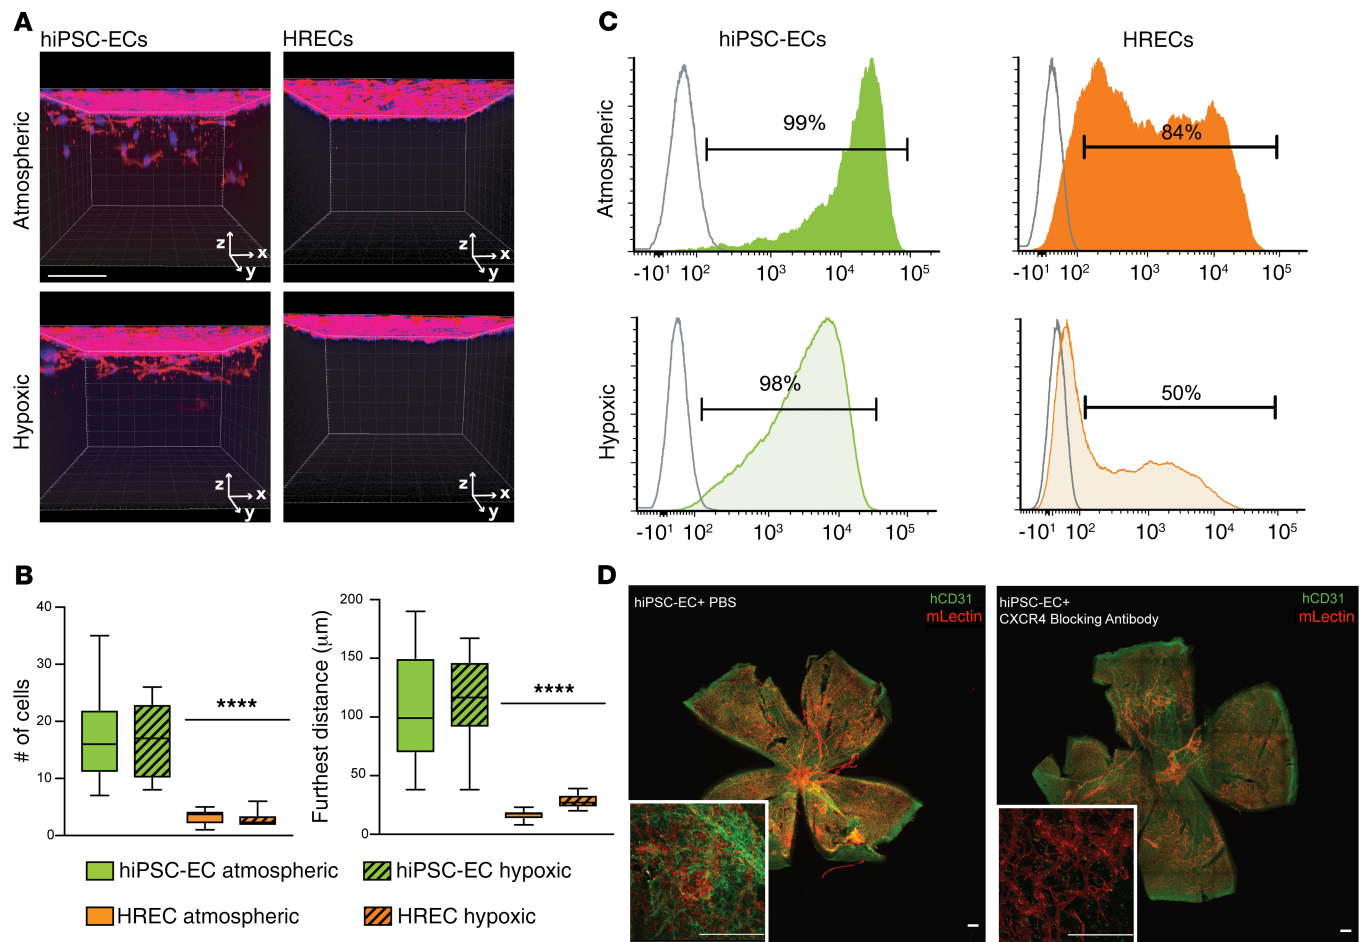 A
hiPSC-ECs
HRECs
Atmospheric
z
x
y
z
x
y
Hypoxic
z
x
y
z
x
y
C
hiPSC-ECs
HRECs
Atmospheric
99%
-10¹ 10² 10³ 10⁴ 10⁵
84%
-10¹ 10² 10³ 10⁴ 10⁵
Hypoxic
98%
-10¹ 10² 10³ 10⁴ 10⁵
50%
-10¹ 10² 10³ 10⁴ 10⁵
B
# of cells
40
30
20
10
0
****
Furthest distance (μm)
200
150
100
50
0
****
hiPSC-EC atmospheric
hiPSC-EC hypoxic
HREC atmospheric
HREC hypoxic
D
hiPSC-EC+ PBS
hCD31
mLectin
hiPSC-EC+
CXCR4 Blocking Antibody
hCD31
mLectin